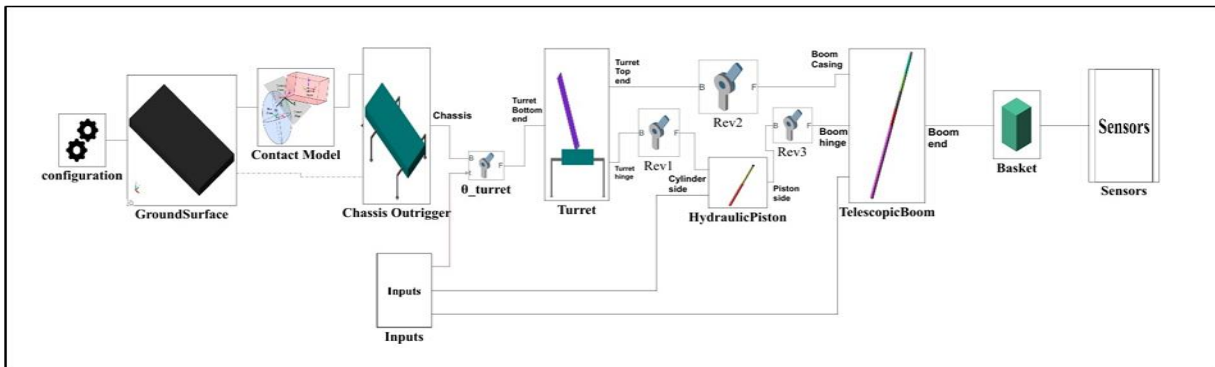 configuration
GroundSurface
Contact Model
Chassis Outrigger
Chassis
B
F
θ_turret
Turret
Bottom
end
Turret
Turret
Top
end
Turret
hinge
B
F
Rev1
B
F
Rev2
Cylinder
side
HydraulicPiston
Piston
side
B
F
Rev3
Boom
Casing
Boom
hinge
TelescopicBoom
Boom
end
Basket
Sensors
Sensors
Inputs
Inputs